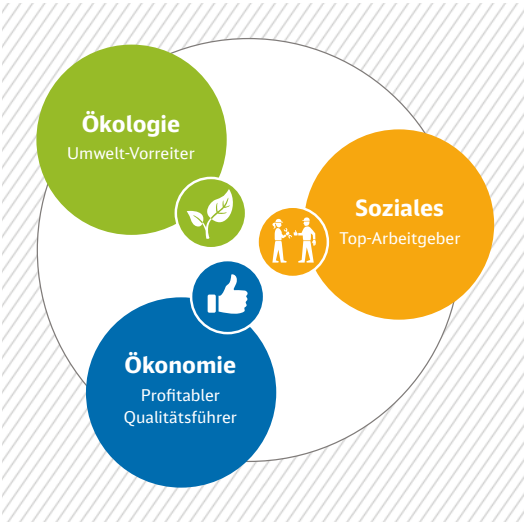 Ökologie
Umwelt-Vorreiter
Soziales
Top-Arbeitgeber
Ökonomie
Profitabler
Qualitätsführer